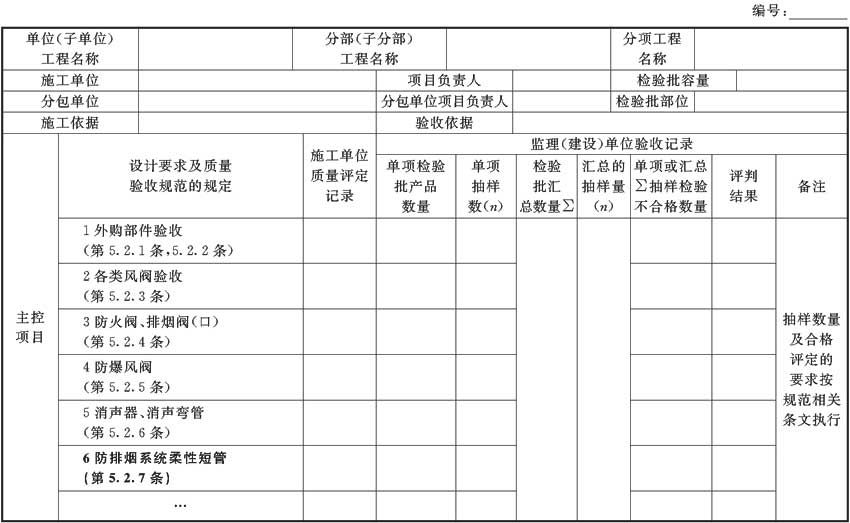 编号:
单位(子单位)
工程名称
分部(子分部)
工程名称
分项工程
名称
施工单位
项目负责人
检验批容量
分包单位
分包单位项目负责人
检验批部位
施工依据
验收依据
主控
项目
设计要求及质量
验收规范的规定
施工单位
质量评定
记录
监理(建设)单位验收记录
单项检验
批产品
数量
单项
抽样
数(n)
检验
批汇
总数量∑
汇总的
抽样量
(n)
单项或汇总
∑抽样检验
不合格数量
评判
结果
备注
1 外购部件验收
(第 5.2.1 条,5.2.2 条)
2 各类风阀验收
(第 5.2.3 条)
3 防火阀、排烟阀(口)
(第 5.2.4 条)
4 防爆风阀
(第 5.2.5 条)
5 消声器、消声弯管
(第 5.2.6 条)
6 防排烟系统柔性短管
(第 5.2.7 条)
…
抽样数量
及合格
评定的
要求按
规范相关
条文执行